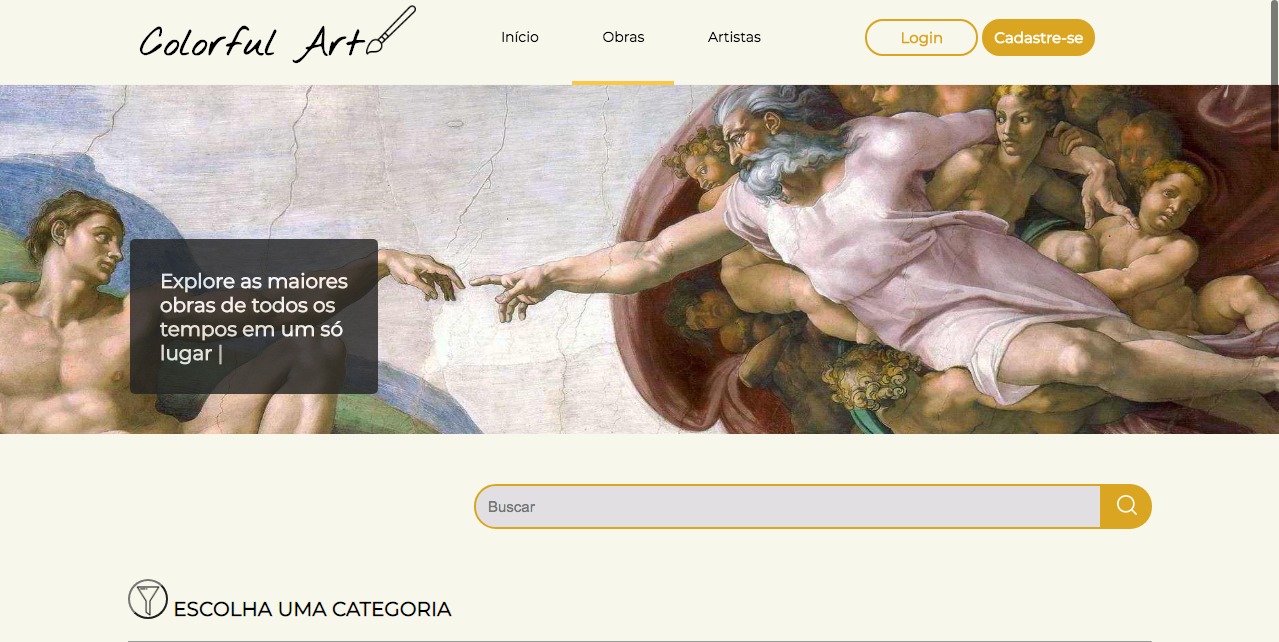 Colorful Art
Início
Obras
Artistas
Login
Cadastre-se
Explore as maiores
obras de todos os
tempos em um só
lugar |
Buscar
ESCOLHA UMA CATEGORIA